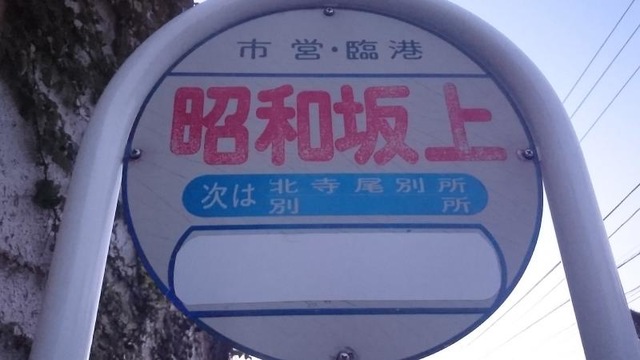 市営・臨港
昭和坂上
次は 北寺尾別所
別所